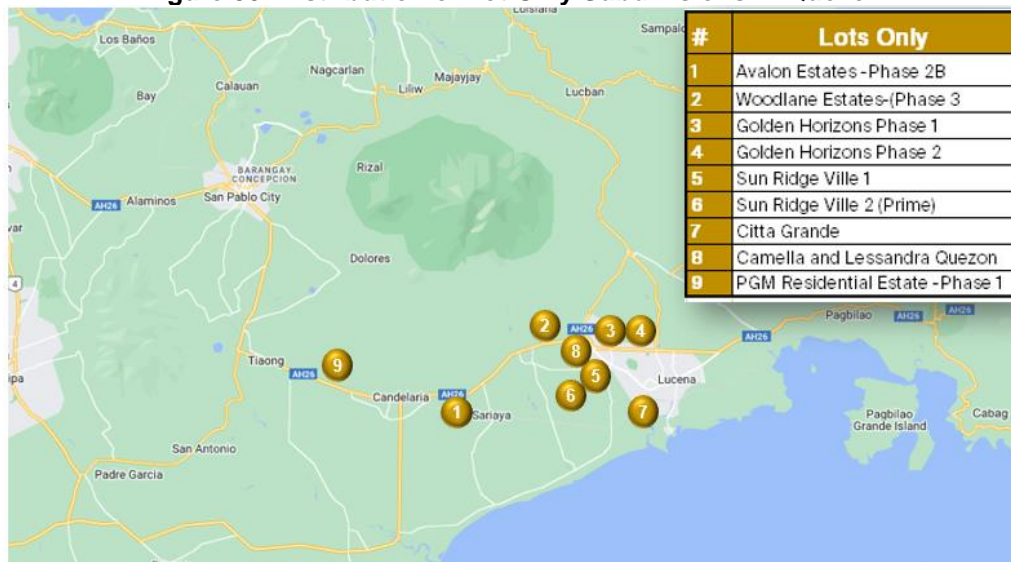 Lots Only
#
1 Avalon Estates -Phase 2B
2 Woodlane Estates-(Phase 3
3 Golden Horizons Phase 1
4 Golden Horizons Phase 2
5 Sun Ridge Ville 1
6 Sun Ridge Ville 2 (Prime)
7 Citta Grande
8 Camella and Lessandra Quezon
9 PGM Residential Estate -Phase 1
Los Baños
Bay
Calauan
Nagcarlan
Liliw
Majayjay
Lucban
Rizal
BARANGAY
CONCEPCION
San Pablo City
AH26
Alaminos
4
Dolores
Pagbilao
AH26
AH26
AH26
2
AH26
3
4
8
Tiaong
AH26
9
5
Lucena
Candelaria
AH26
6
1
Sariaya
7
Pagbilao
Grande Island
Cabag
San Antonio
Padre Garcia